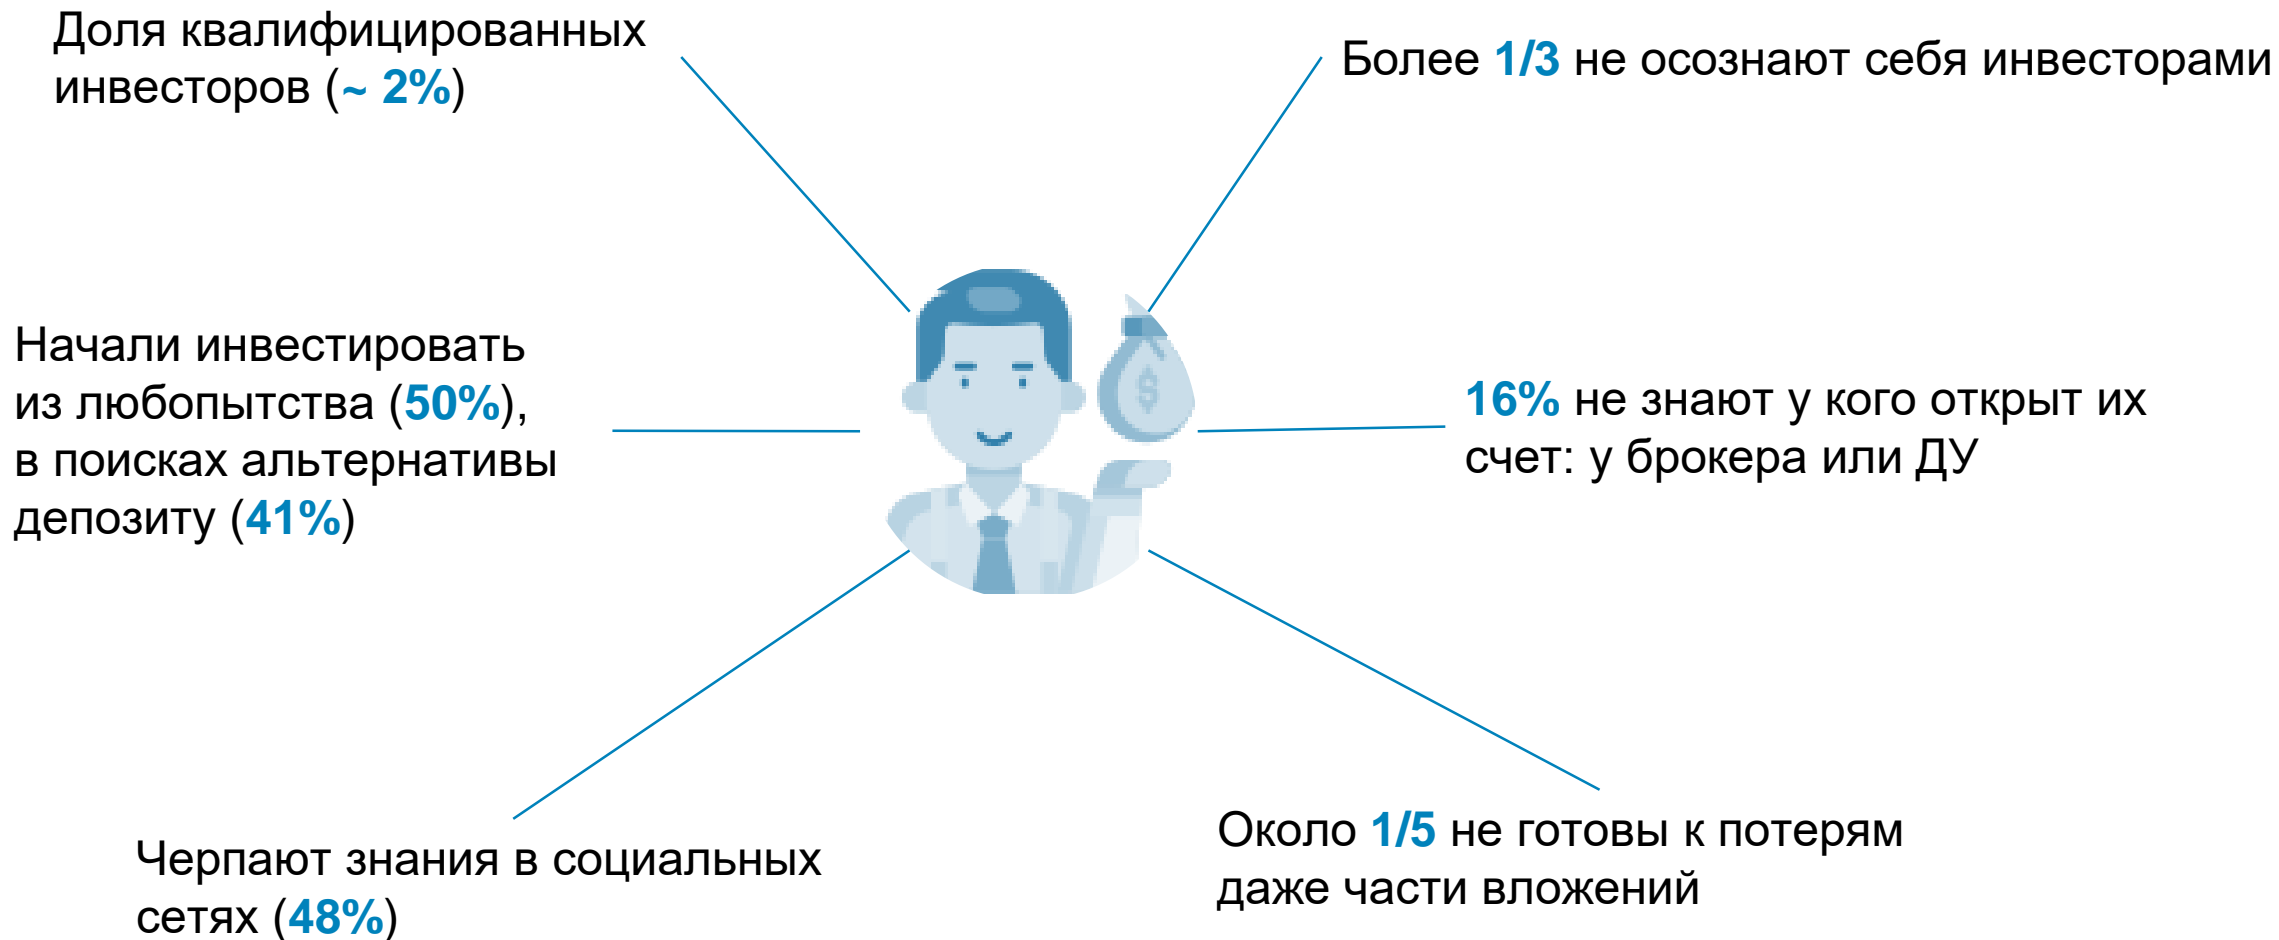 Доля квалифицированных
инвесторов (~ 2%)
Более 1/3 не осознают себя инвесторами
Начали инвестировать
из любопытства (50%),
в поисках альтернативы
депозиту (41%)
$
16% не знают у кого открыт их
счет: у брокера или ДУ
Черпают знания в социальных
сетях (48%)
Около 1/5 не готовы к потерям
даже части вложений